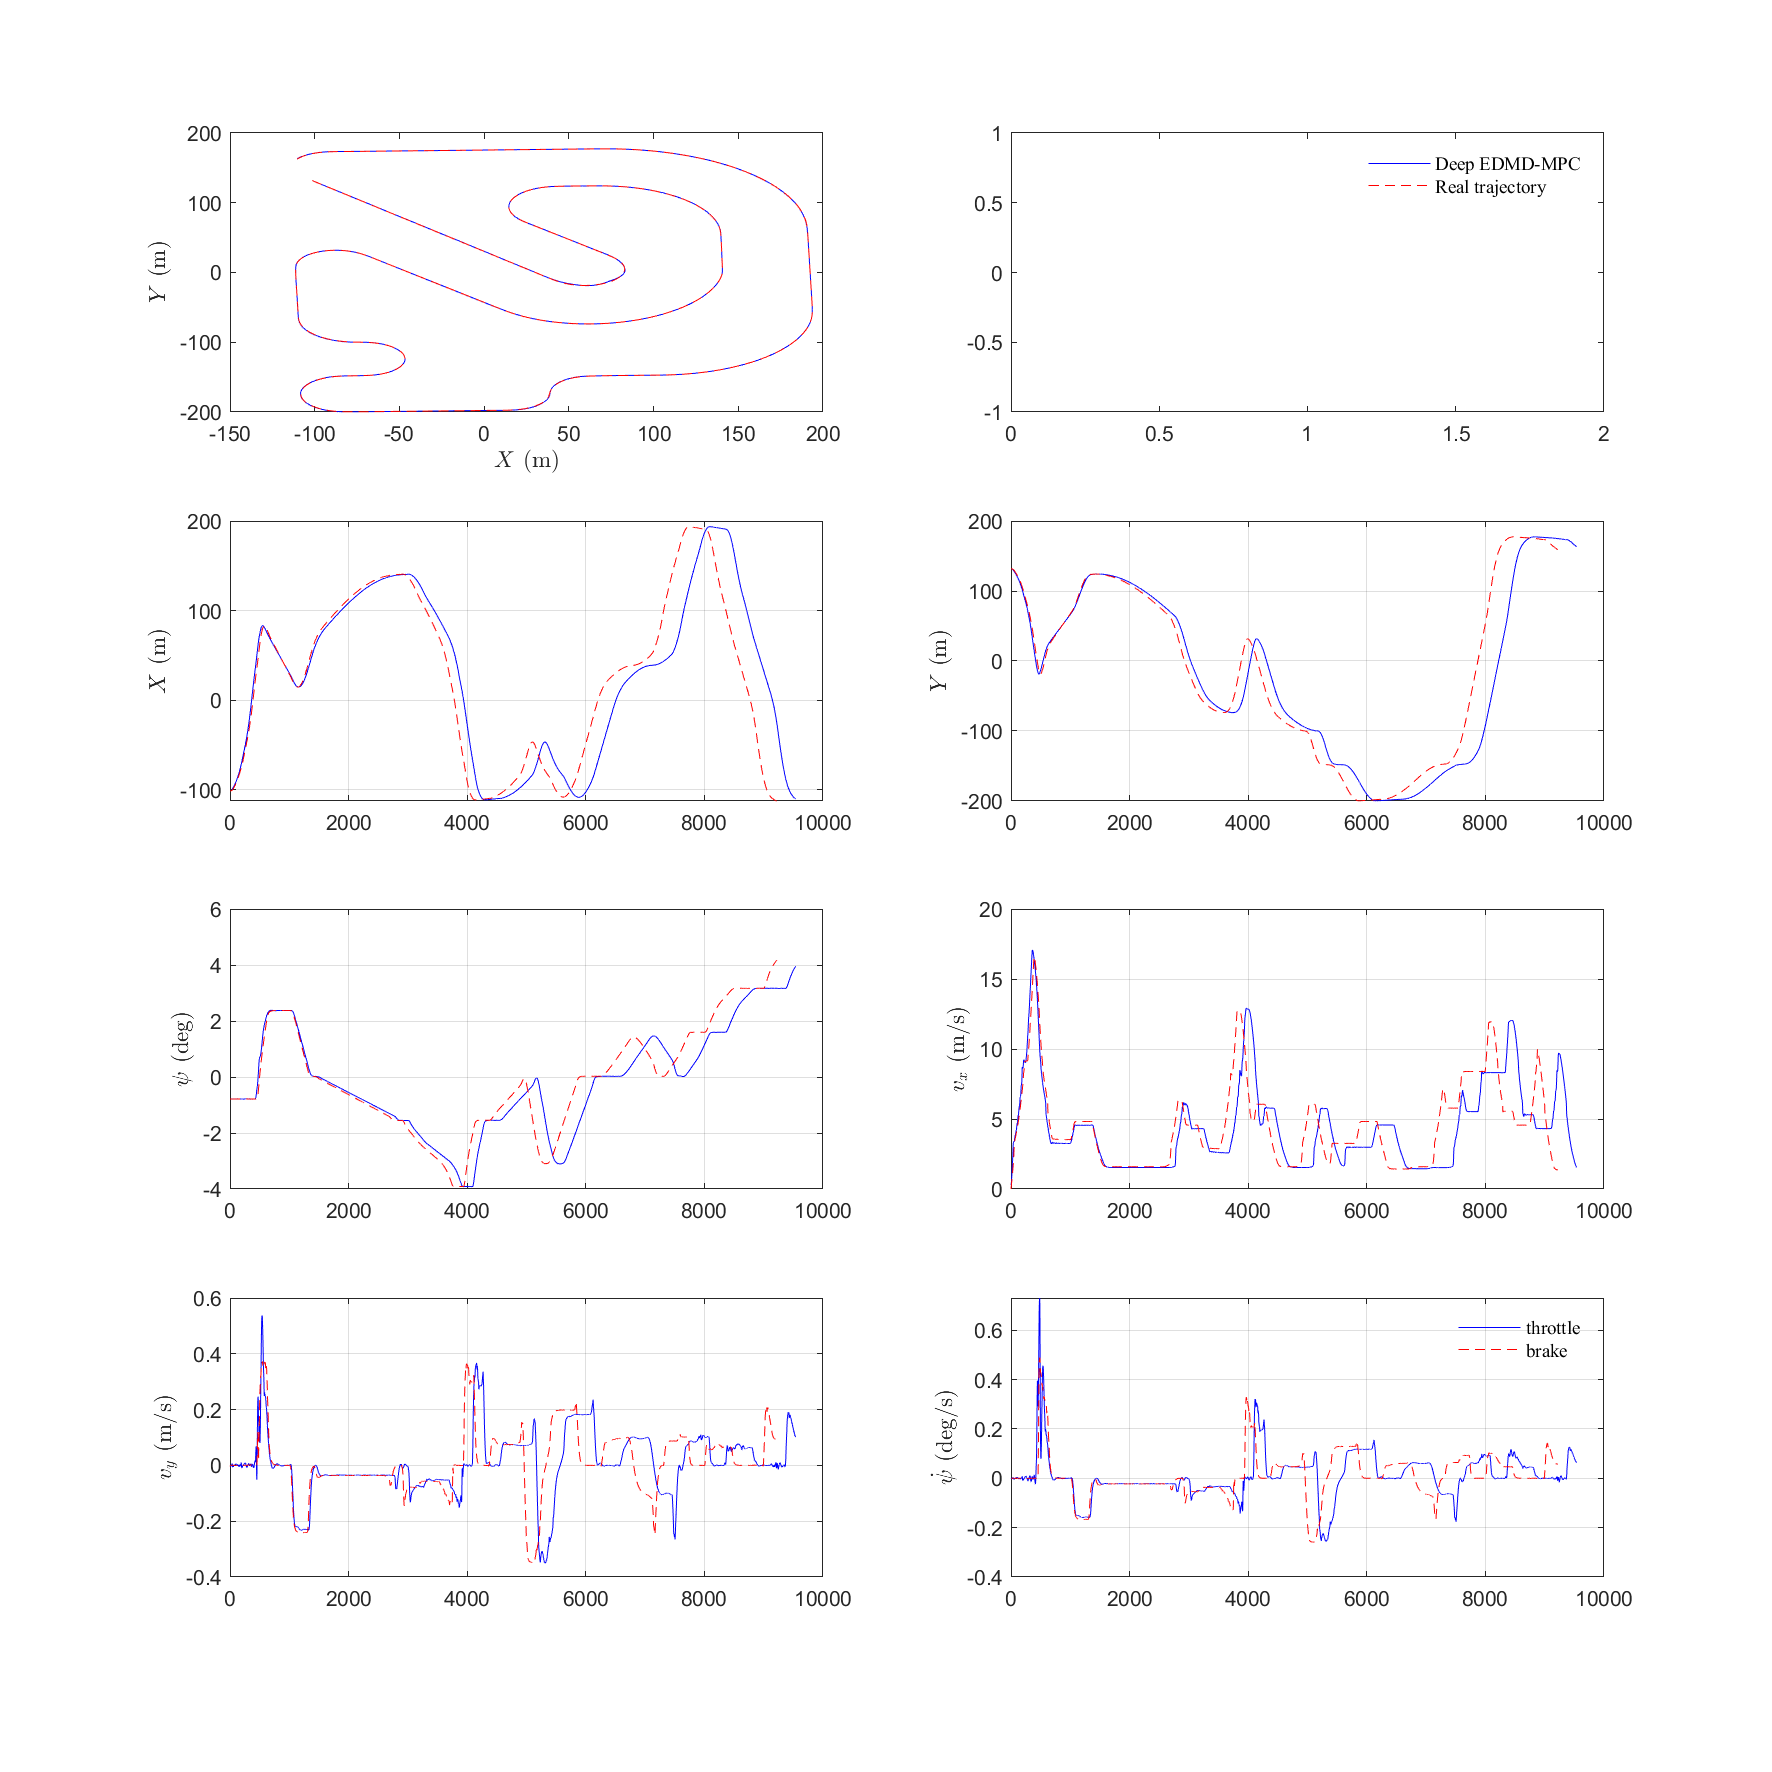 200
100
0
-100
-200
-150 -100 -50 0 50 100 150 200
Y (m)
X (m)
1
0.5
0
-0.5
-1
0 0.5 1 1.5 2
Deep EDMD-MPC
Real trajectory
200
100
0
-100
0 2000 4000 6000 8000 10000
X (m)
200
100
0
-100
-200
0 2000 4000 6000 8000 10000
Y (m)
6
4
2
0
-2
-4
0 2000 4000 6000 8000 10000
ψ (deg)
20
15
10
5
0
0 2000 4000 6000 8000 10000
v_x (m/s)
0.6
0.4
0.2
0
-0.2
-0.4
0 2000 4000 6000 8000 10000
v_y (m/s)
0.6
0.4
0.2
0
-0.2
-0.4
0 2000 4000 6000 8000 10000
ψ̇ (deg/s)
throttle
brake